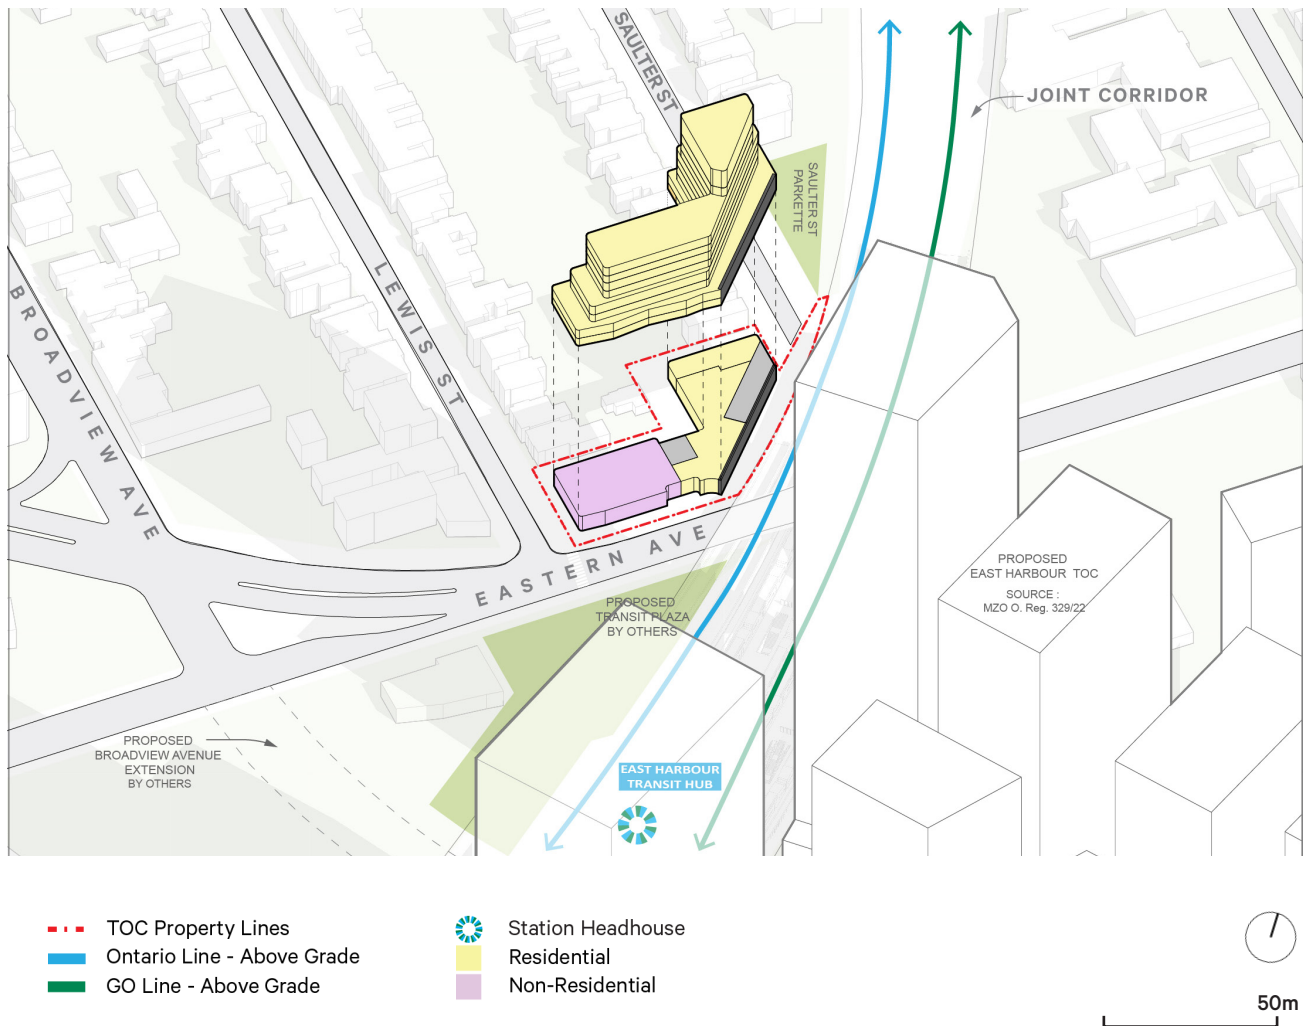 SAULTER ST
JOINT CORRIDOR
SAULTER ST
PARKETTE
LEWIS ST
BROADVIEW AVE
EASTERN AVE
PROPOSED
TRANSIT PLAZA
BY OTHERS
PROPOSED
EAST HARBOUR TOC
SOURCE :
MZO O. Reg. 329/22
PROPOSED
BROADVIEW AVENUE
EXTENSION
BY OTHERS
EAST HARBOUR
TRANSIT HUB
TOC Property Lines
Ontario Line - Above Grade
GO Line - Above Grade
Station Headhouse
Residential
Non-Residential
50m